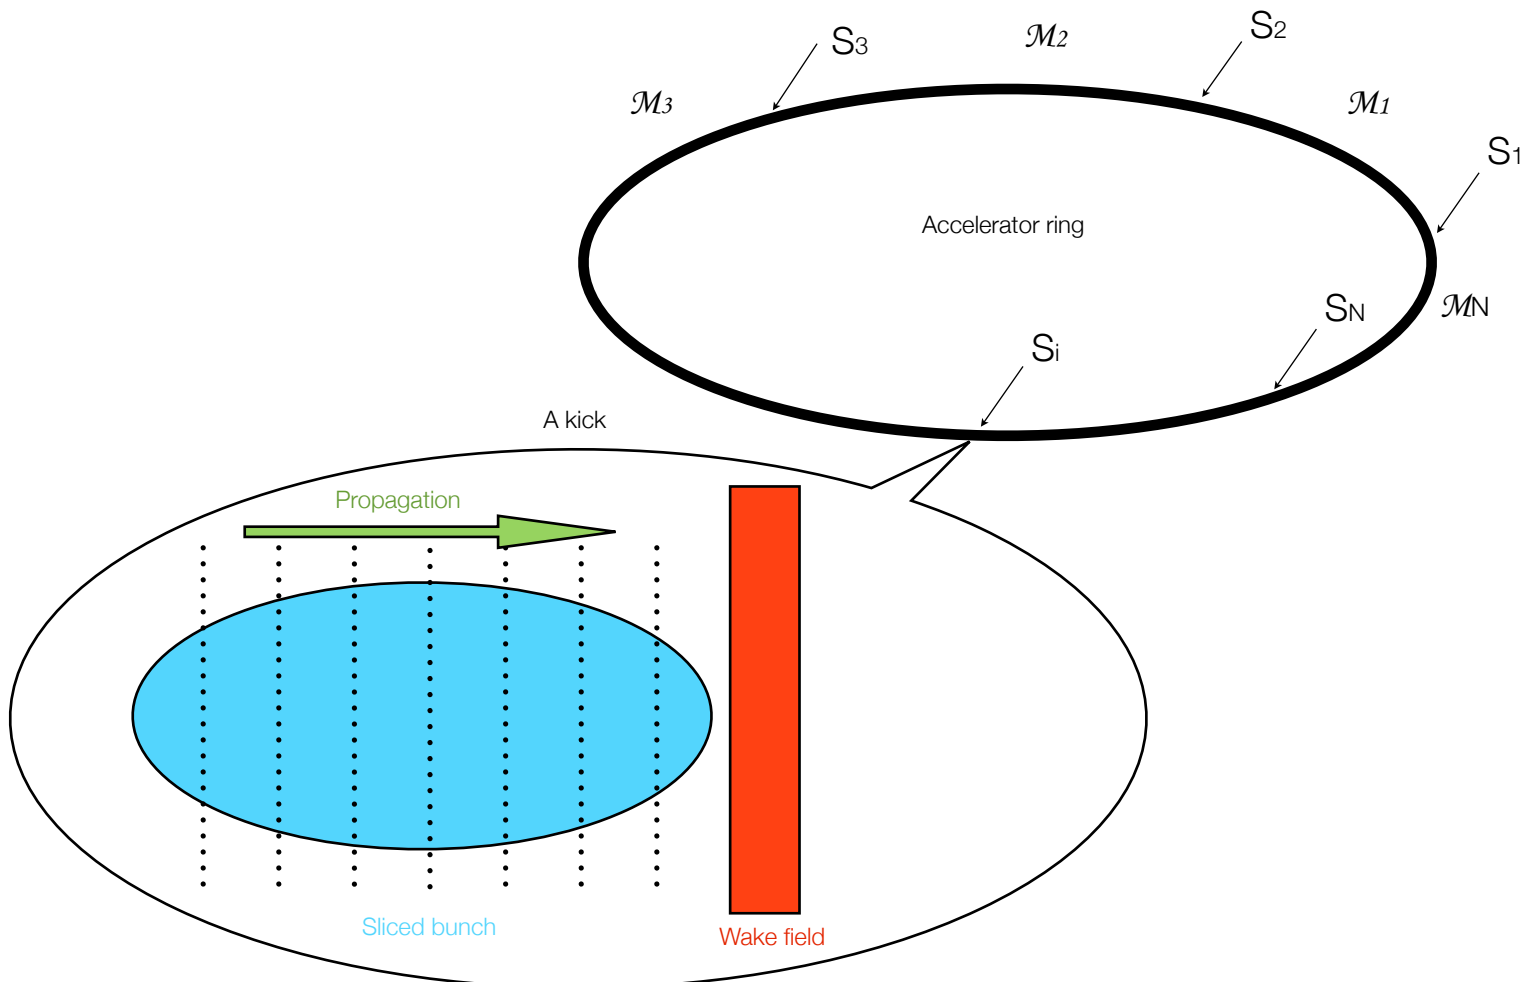 S2
S3
ℳ2
ℳ3
ℳ1
S1
Accelerator ring
SN
ℳN
Si
A kick
Propagation
Sliced bunch
Wake field